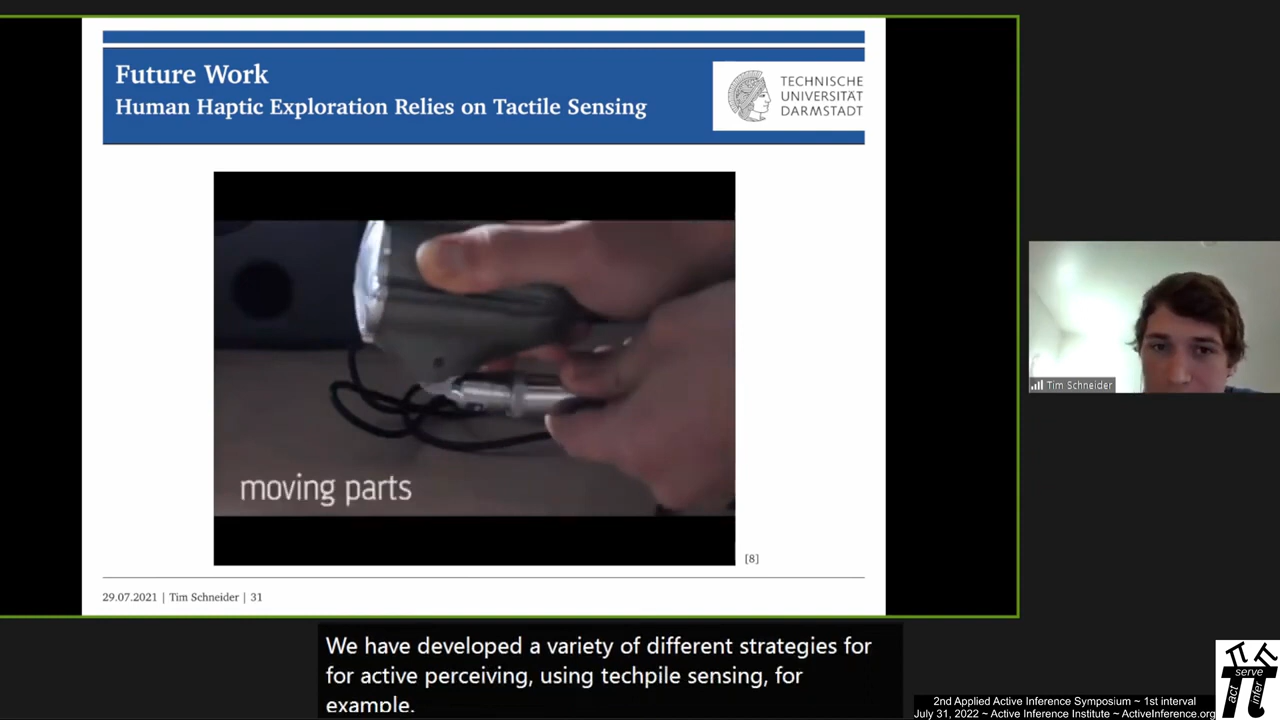 Future Work
Human Haptic Exploration Relies on Tactile Sensing
TECHNISCHE
UNIVERSITÄT
DARMSTADT
moving parts
[8]
29.07.2021 | Tim Schneider | 31
Tim Schneider
We have developed a variety of different strategies for
for active perceiving, using techpile sensing, for
example.
serve
act
infer
2nd Applied Active Inference Symposium ~ 1st interval
July 31, 2022 ~ Active Inference Institute ~ ActiveInference.org